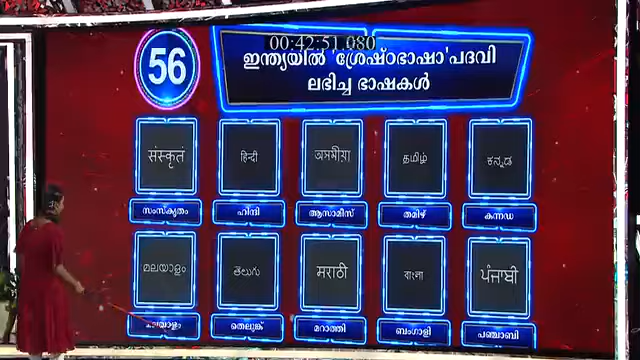 00:42:51.080
56
ഇന്ത്യയിൽ 'ശ്രേഷ്ഠഭാഷാ'പദവി
ലഭിച്ച ഭാഷകൾ
संस्कृतं
हिन्दी
অসমীয়া
தமிழ்
ಕನ್ನಡ
സംസ്കൃതം
ഹിന്ദി
ആസാമിസ്
തമിഴ്
കന്നഡ
മലയാളം
తెలుగు
मराठी
বাংলা
ਪੰਜਾਬੀ
മലയാളം
തെലുങ്ക്
മറാത്തി
ബംഗാളി
പഞ്ചാബി